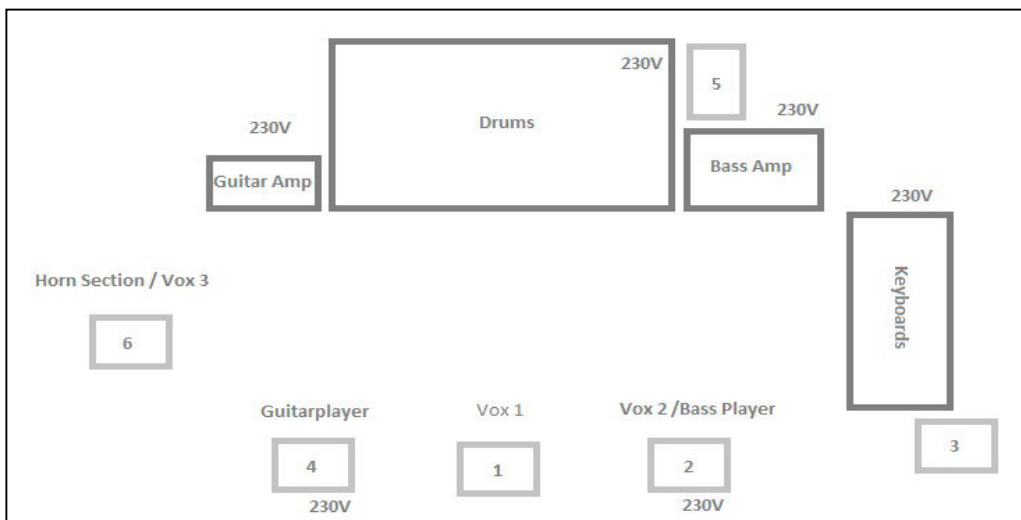 230V
5
Drums
230V
230V
Bass Amp
Guitar Amp
230V
Keyboards
Horn Section / Vox 3
6
Guitarplayer
Vox 1
Vox 2 /Bass Player
4
1
2
3
230V
230V